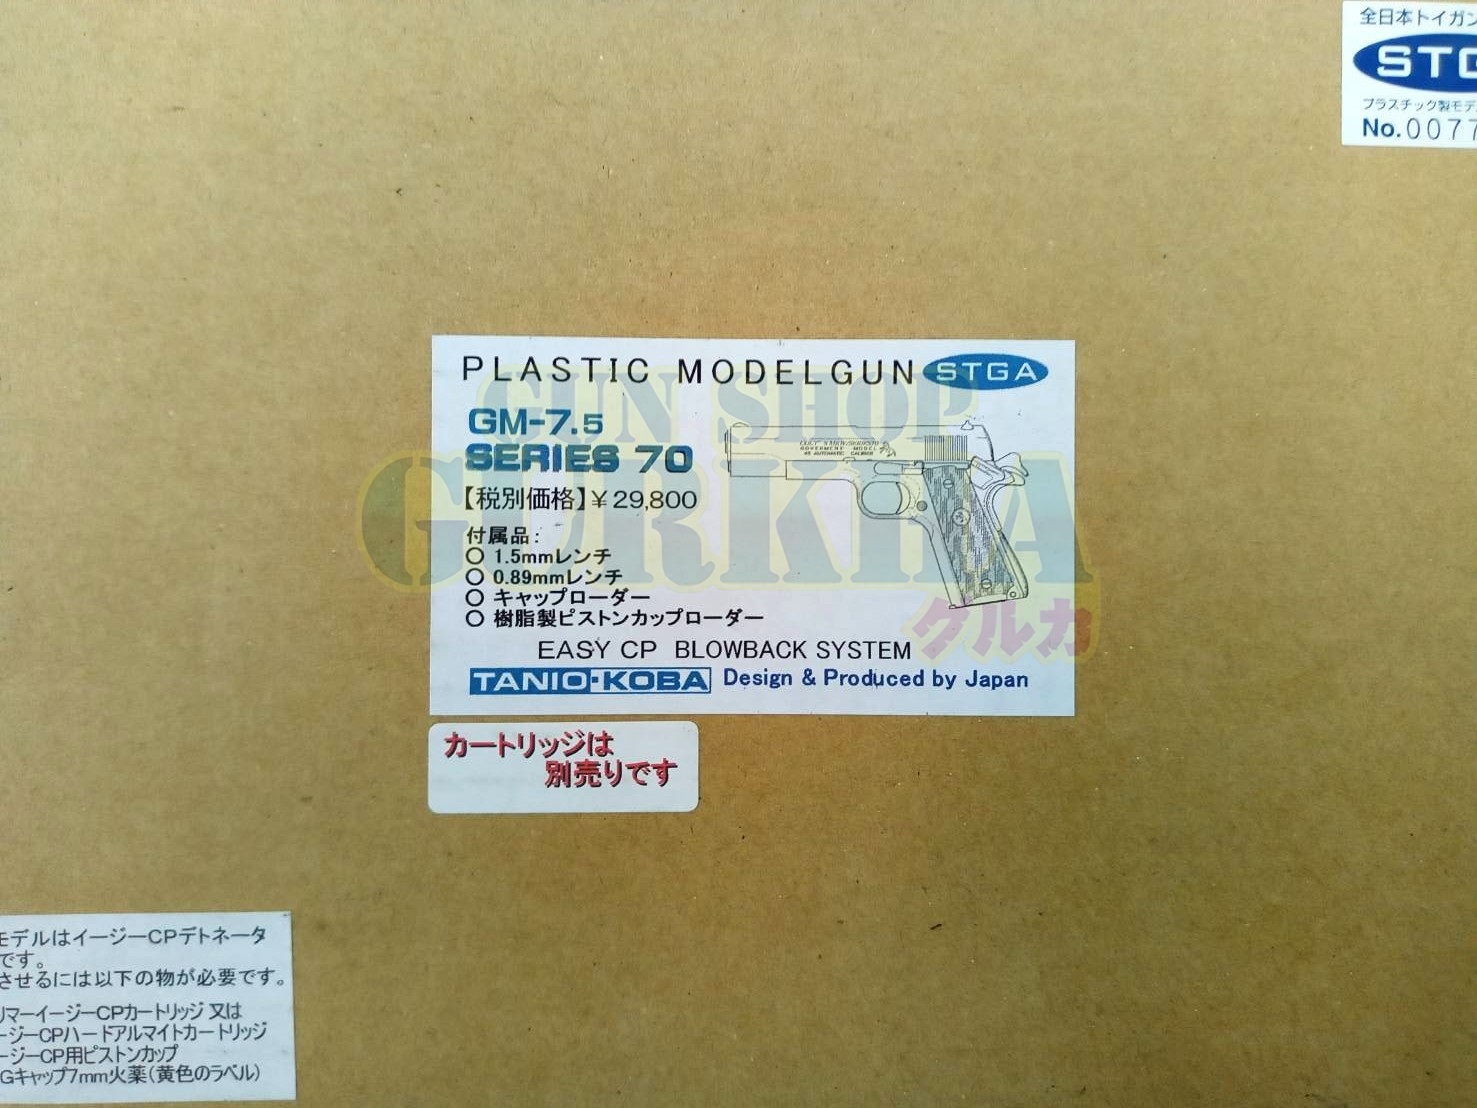 全日本トイガン
STG
プラスチック製モデ
No.0077
PLASTIC MODELGUN STGA
GM-7.5
SERIES 70
【税別価格】￥29,800
付属品:
○ 1.5mmレンチ
○ 0.89mmレンチ
○ キャップローダー
○ 樹脂製ピストンカップローダー
EASY CP BLOWBACK SYSTEM
TANIO・KOBA Design & Produced by Japan
GUN SHOP
GURKHA
グルカ
カートリッジは
別売りです
モデルはイージーCPデトネータ
です。
させるには以下の物が必要です。
リマーイージーCPカートリッジ 又は
ージーCPハードアルマイトカートリッジ
ージーCP用ピストンカップ
Gキャップ7mm火薬(黄色のラベル)